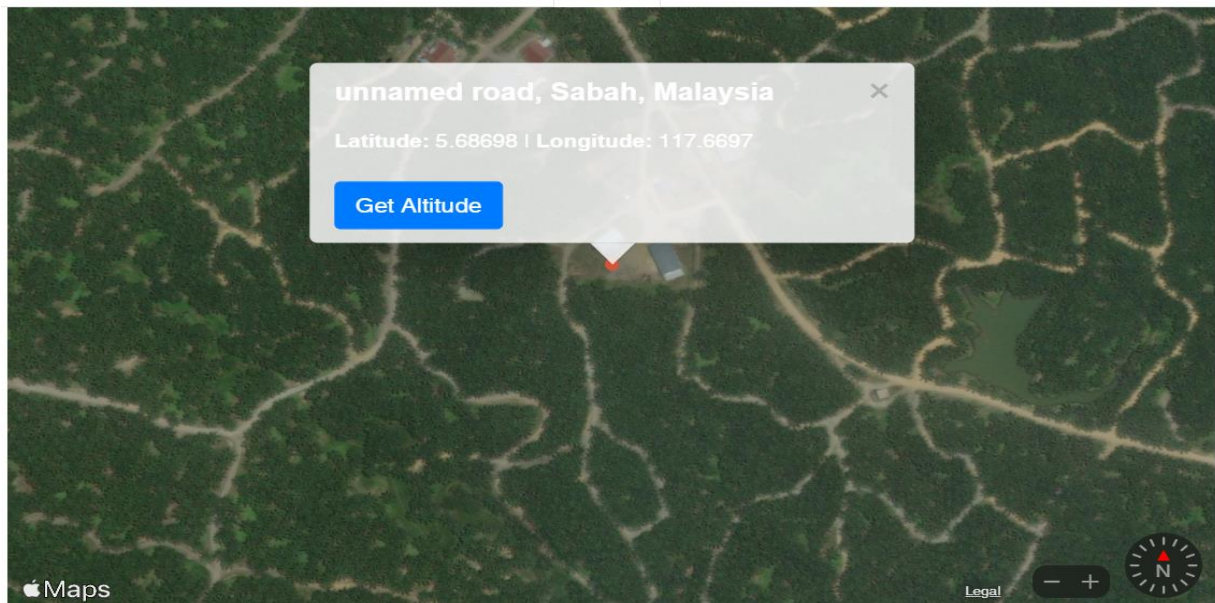 unnamed road, Sabah, Malaysia
×
Latitude: 5.68698 | Longitude: 117.6697
Get Altitude
Maps
Legal
− +
N